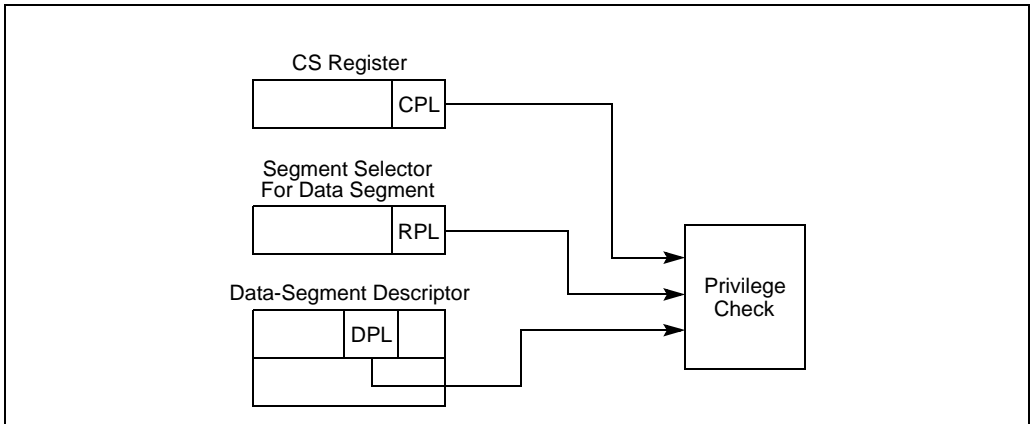 CS Register
CPL
Segment Selector
For Data Segment
RPL
Data-Segment Descriptor
DPL
Privilege
Check